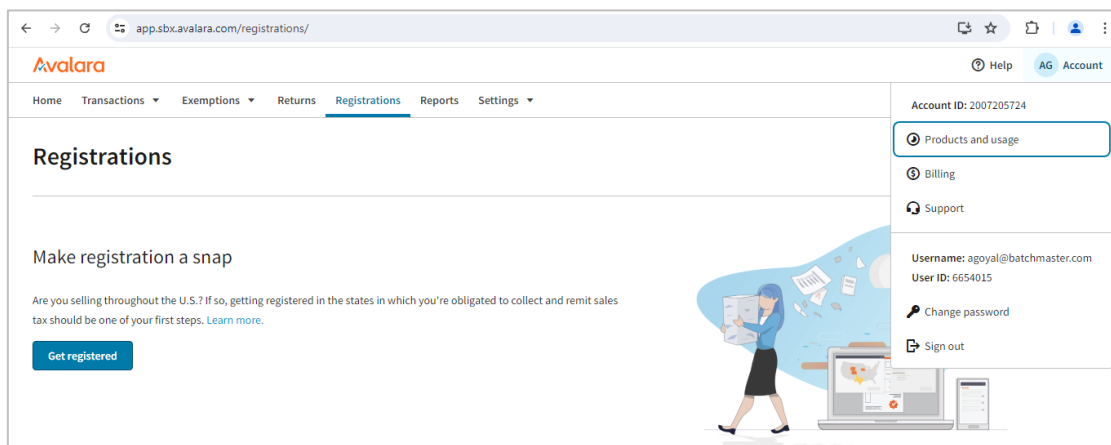 app.sbx.avalara.com/registrations/
Avalara
Help AG Account
Home Transactions Exemptions Returns Registrations Reports Settings
Account ID: 2007205724
Products and usage
Billing
Support
Username: agoyal@batchmaster.com
User ID: 6654015
Change password
Sign out
Registrations
Make registration a snap
Are you selling throughout the U.S.? If so, getting registered in the states in which you're obligated to collect and remit sales
tax should be one of your first steps. Learn more.
Get registered